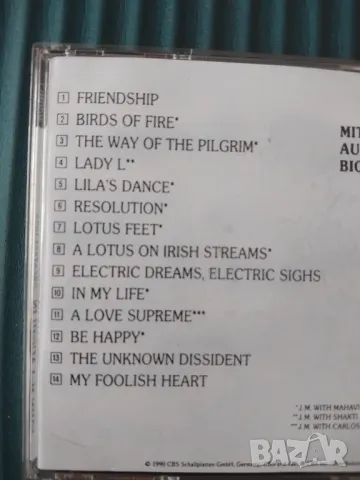 1 FRIENDSHIP
2 BIRDS OF FIRE*
3 THE WAY OF THE PILGRIM*
4 LADY L**
5 LILA'S DANCE*
6 RESOLUTION*
7 LOTUS FEET*
8 A LOTUS ON IRISH STREAMS*
9 ELECTRIC DREAMS, ELECTRIC SIGHS
10 IN MY LIFE*
11 A LOVE SUPREME***
12 BE HAPPY*
13 THE UNKNOWN DISSIDENT
14 MY FOOLISH HEART
MIT
AU
BIO
*J.M. WITH MAHAVI
**J.M. WITH SHAKTI
***J.M. WITH CARLOS
℗ 1990 CBS Schallplatten GmbH, Germany
bazar